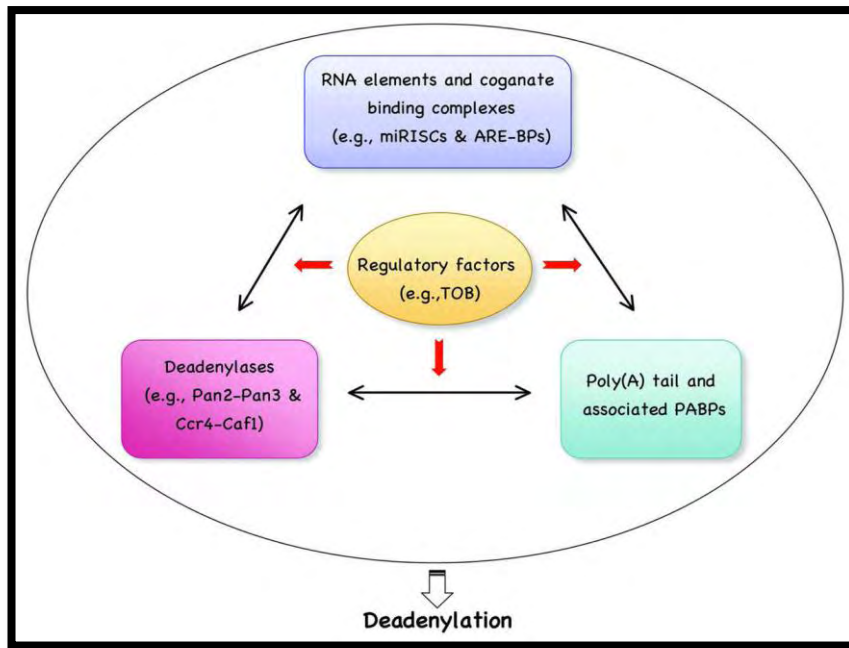 RNA elements and coganate
binding complexes
(e.g., miRISCs & ARE-BPs)
Regulatory factors
(e.g.,TOB)
Deadenylases
(e.g., Pan2-Pan3 &
Ccr4-Caf1)
Poly(A) tail and
associated PABPs
Deadenylation